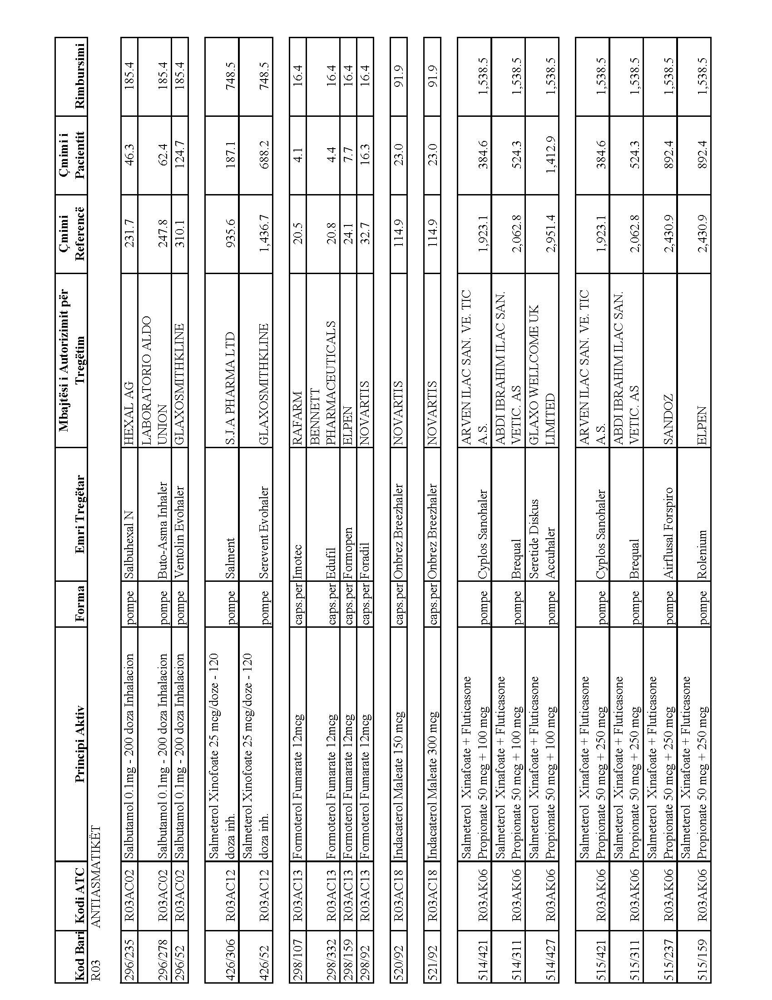 Kod Bari Kodi ATC Principi Aktiv Forma Emri Tregëtar Mbajtësi i Autorizimit për Tregëtim Çmimi Referencë Çmimi i Pacientit Rimbursimi
R03 ANTIASMATIKËT
296/235 R03AC02 Salbutamol 0.1mg - 200 doza Inhalacion pompe Salbuhexal N HEXAL AG 231.7 46.3 185.4
LABORATORIO ALDO
296/278 R03AC02 Salbutamol 0.1mg - 200 doza Inhalacion pompe Buto-Asma Inhaler UNION 247.8 62.4 185.4
296/52 R03AC02 Salbutamol 0.1mg - 200 doza Inhalacion pompe Ventolin Evohaler GLAXOSMITHKLINE 310.1 124.7 185.4
Salmeterol Xinofoate 25 mcg/doze - 120
426/306 R03AC12 doza inh. pompe Salment S.J.A PHARMA LTD 935.6 187.1 748.5
Salmeterol Xinofoate 25 mcg/doze - 120
426/52 R03AC12 doza inh. pompe Serevent Evohaler GLAXOSMITHKLINE 1,436.7 688.2 748.5
298/107 R03AC13 Formoterol Fumarate 12mcg caps.per Imotec RAFARM 20.5 4.1 16.4
BENNETT
298/332 R03AC13 Formoterol Fumarate 12mcg caps.per Edufil PHARMACEUTICALS 20.8 4.4 16.4
298/159 R03AC13 Formoterol Fumarate 12mcg caps.per Formopen ELPEN 24.1 7.7 16.4
298/92 R03AC13 Formoterol Fumarate 12mcg caps.per Foradil NOVARTIS 32.7 16.3 16.4
520/92 R03AC18 Indacaterol Maleate 150 mcg caps.per Onbrez Breezhaler NOVARTIS 114.9 23.0 91.9
521/92 R03AC18 Indacaterol Maleate 300 mcg caps.per Onbrez Breezhaler NOVARTIS 114.9 23.0 91.9
Salmeterol Xinafoate + Fluticasone ARVEN ILAC SAN. VE. TIC
514/421 R03AK06 Propionate 50 mcg + 100 mcg pompe Cyplos Sanohaler A.S. 1,923.1 384.6 1,538.5
Salmeterol Xinafoate + Fluticasone ABDI IBRAHIM ILAC SAN.
514/311 R03AK06 Propionate 50 mcg + 100 mcg pompe Brequal VETIC. AS 2,062.8 524.3 1,538.5
Salmeterol Xinafoate + Fluticasone Seretide Diskus GLAXO WELLCOME UK
514/427 R03AK06 Propionate 50 mcg + 100 mcg pompe Accuhaler LIMITED 2,951.4 1,412.9 1,538.5
Salmeterol Xinafoate + Fluticasone ARVEN ILAC SAN. VE. TIC
515/421 R03AK06 Propionate 50 mcg + 250 mcg pompe Cyplos Sanohaler A.S. 1,923.1 384.6 1,538.5
Salmeterol Xinafoate + Fluticasone ABDI IBRAHIM ILAC SAN.
515/311 R03AK06 Propionate 50 mcg + 250 mcg pompe Brequal VETIC. AS 2,062.8 524.3 1,538.5
Salmeterol Xinafoate + Fluticasone
515/237 R03AK06 Propionate 50 mcg + 250 mcg pompe Airflusal Forspiro SANDOZ 2,430.9 892.4 1,538.5
Salmeterol Xinafoate + Fluticasone
515/159 R03AK06 Propionate 50 mcg + 250 mcg pompe Rolenium ELPEN 2,430.9 892.4 1,538.5